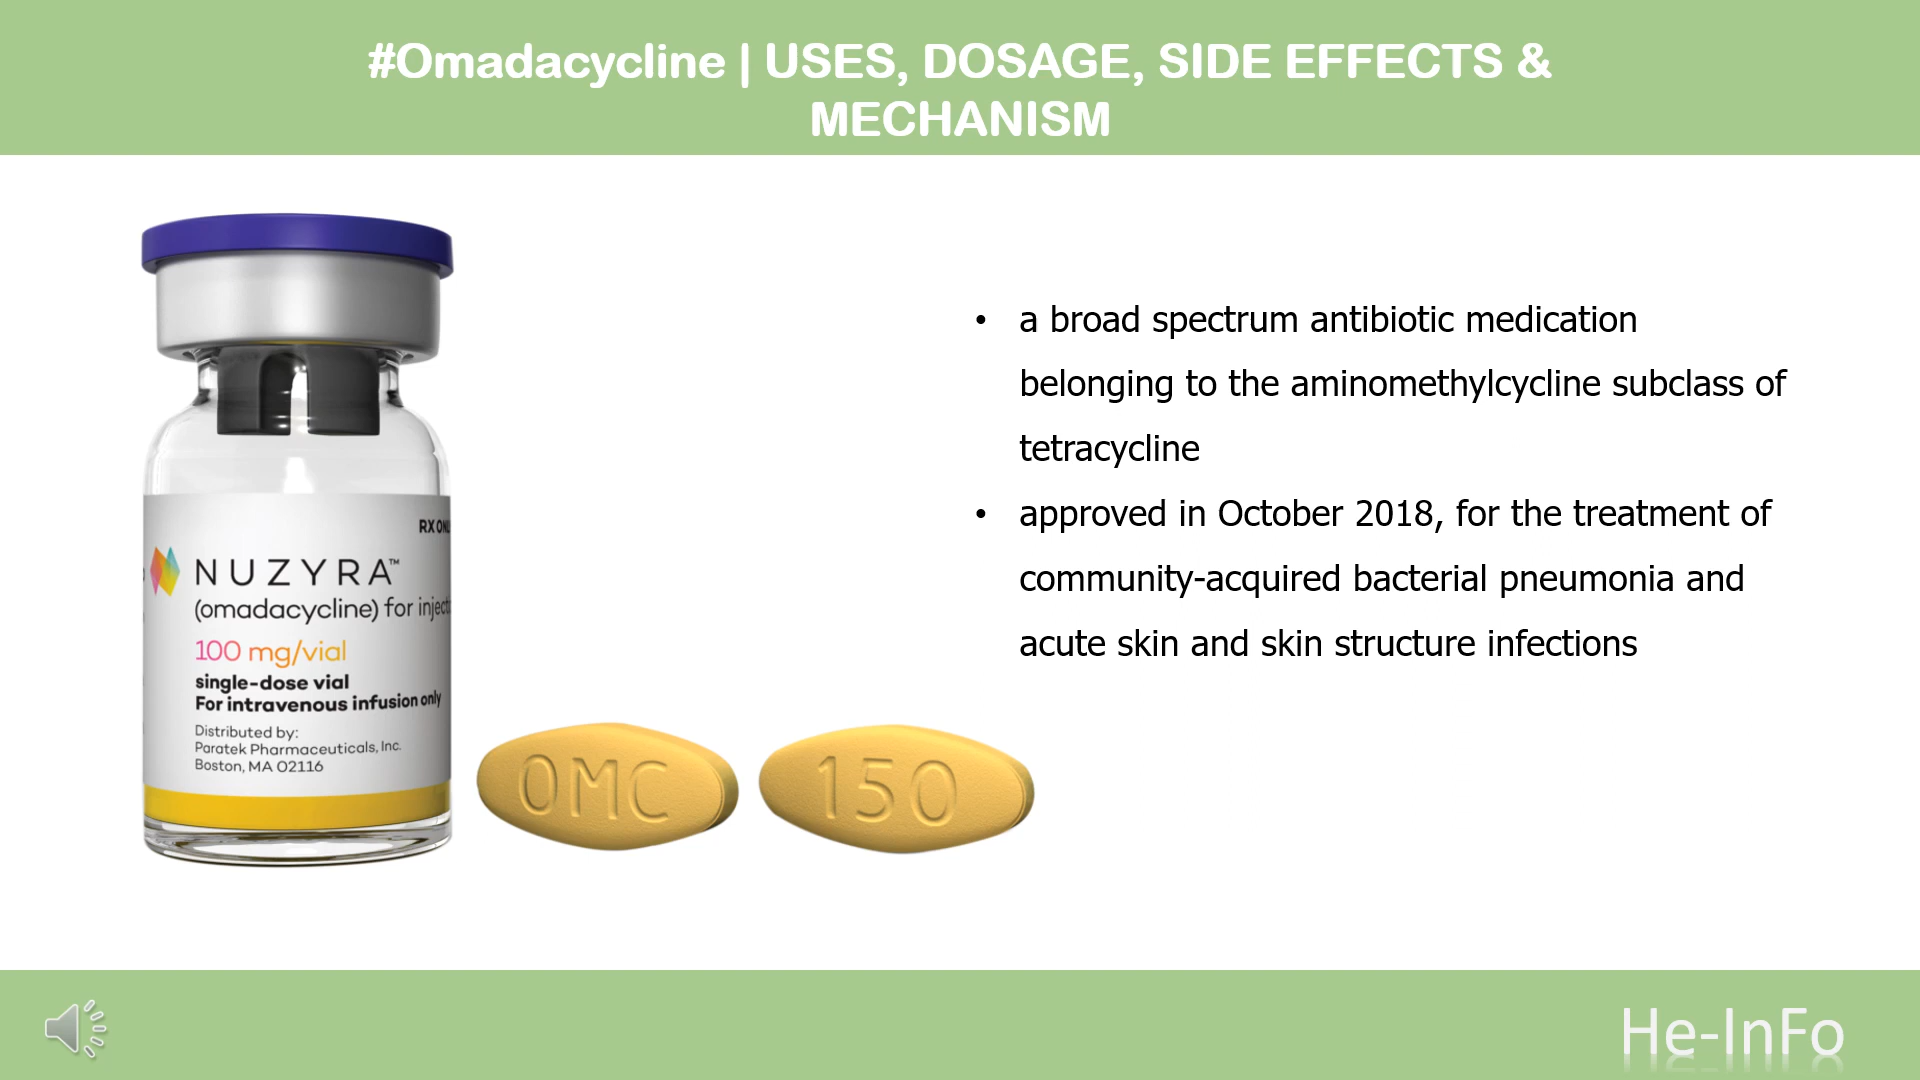 #Omadacycline | USES, DOSAGE, SIDE EFFECTS &
MECHANISM
• a broad spectrum antibiotic medication
belonging to the aminomethylcycline subclass of
tetracycline
• approved in October 2018, for the treatment of
community-acquired bacterial pneumonia and
acute skin and skin structure infections
RX ONL
NUZYRA™
(omadacycline) for injecti
100 mg/vial
single-dose vial
For intravenous infusion only
Distributed by:
Paratek Pharmaceuticals, Inc.
Boston, MA 02116
OMC
150
He-InFo